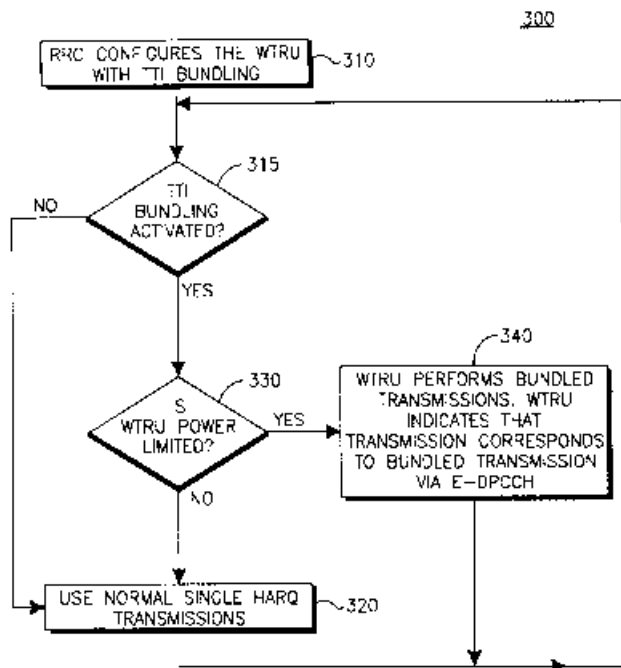 300
RRC CONFIGURES THE WTRU
WITH TTI BUNDLING
310
315
TTI
BUNDLING
ACTIVATED?
NO
YES
330
IS
WTRU POWER
LIMITED?
YES
NO
340
WTRU PERFORMS BUNDLED
TRANSMISSIONS. WTRU
INDICATES THAT
TRANSMISSION CORRESPONDS
TO BUNDLED TRANSMISSION
VIA E-DPCCH
USE NORMAL SINGLE HARQ
TRANSMISSIONS
320